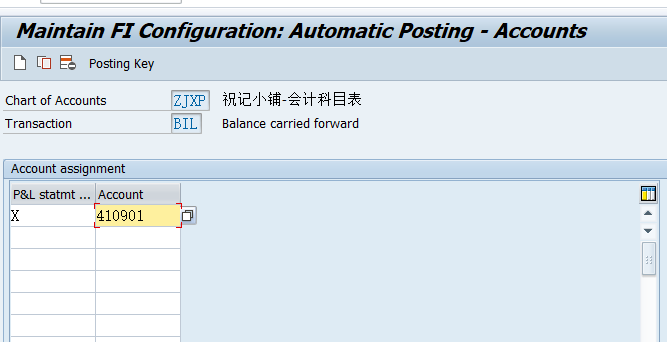 Maintain FI Configuration: Automatic Posting - Accounts
Posting Key
Chart of Accounts ZJXP 祝记小铺-会计科目表
Transaction BIL Balance carried forward
Account assignment
P&L statmt ... Account
X 410901